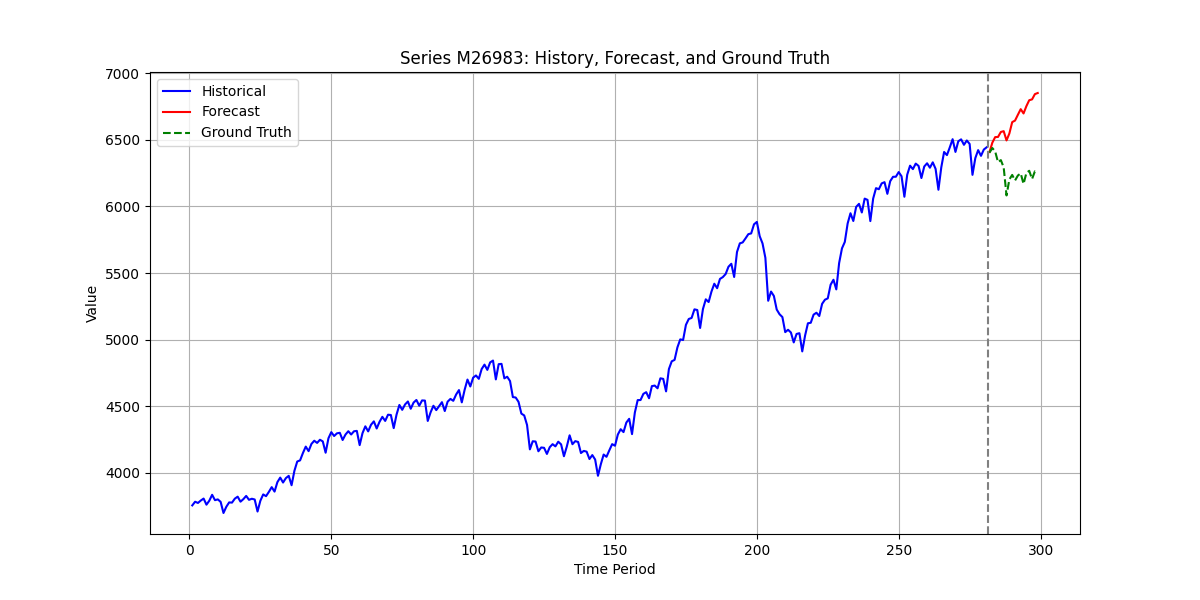 Series M26983: History, Forecast, and Ground Truth
7000
6500
6000
5500
5000
4500
4000
Value
Historical
Forecast
Ground Truth
0 50 100 150 200 250 300
Time Period